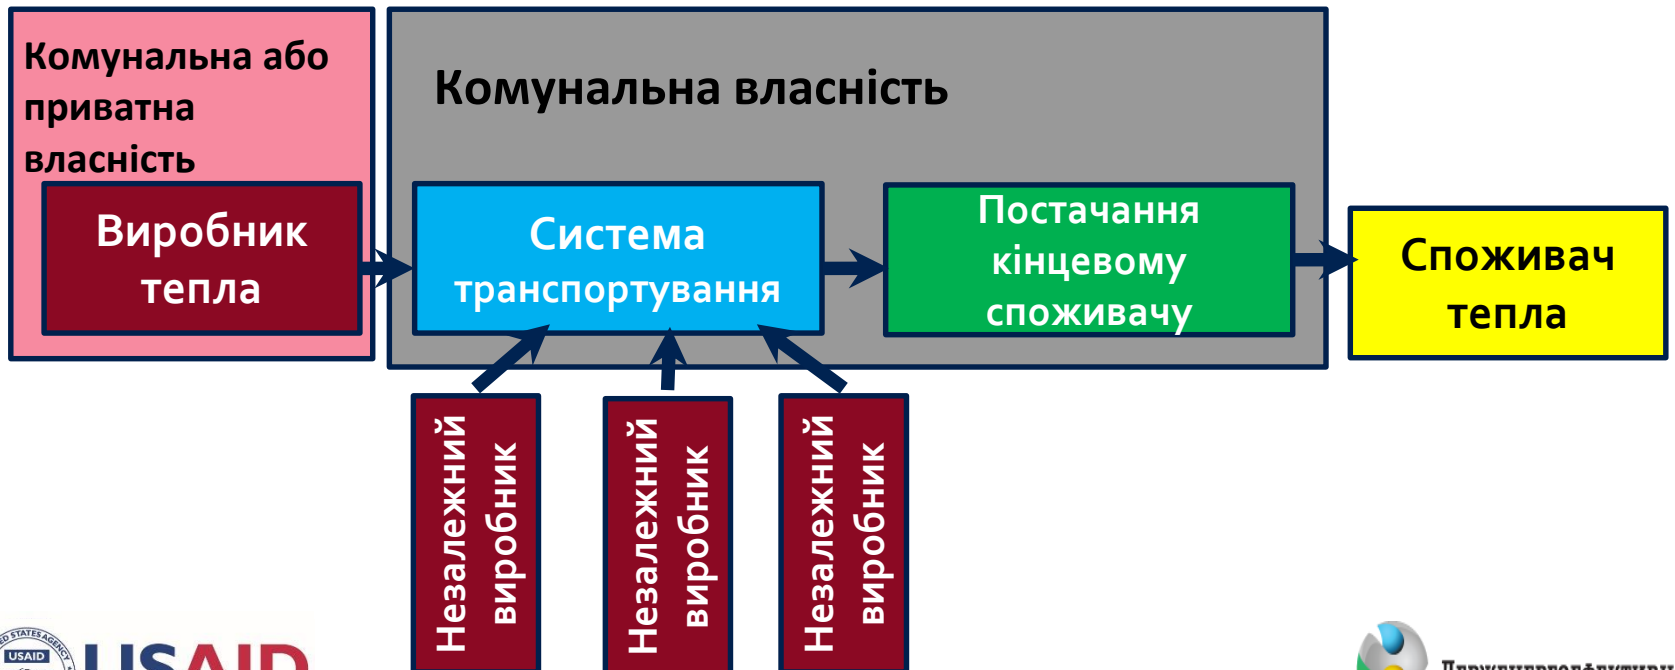 Комунальна або
приватна
власність
Комунальна власність
Виробник
тепла
Система
транспортування
Постачання
кінцевому
споживачу
Споживач
тепла
Незалежний
виробник
Незалежний
виробник
Незалежний
виробник
USAID
USAID